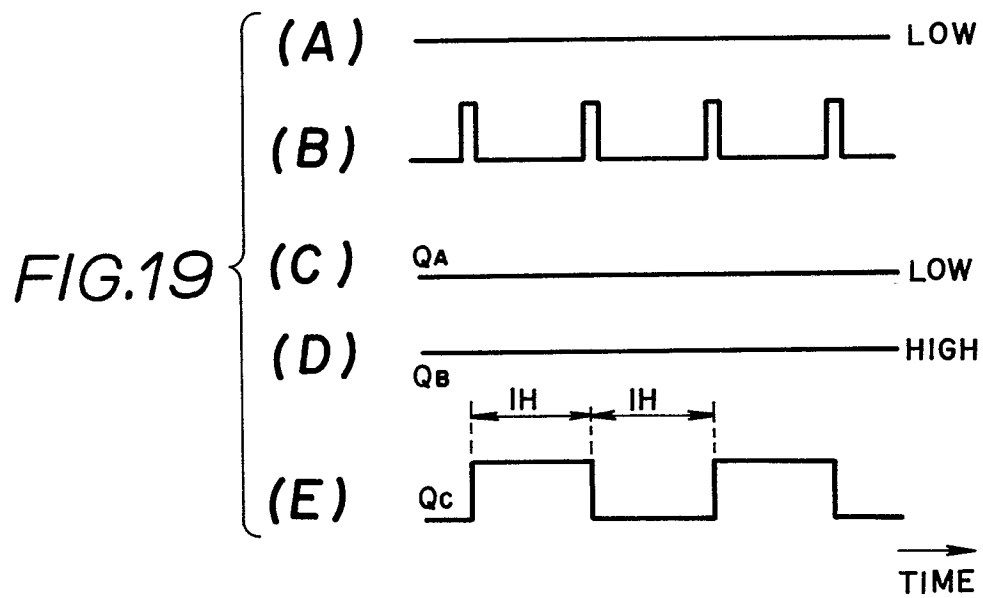 FIG.19
(A) LOW
(B)
(C) QA LOW
(D) QB HIGH
(E) QC 1H 1H
TIME